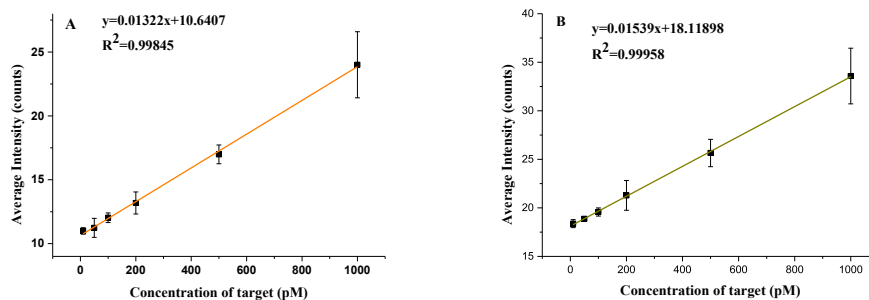 A
y=0.01322x+10.6407
R²=0.99845
Average Intensity (counts)
25
20
15
10
0 200 400 600 800 1000
Concentration of target (pM)
B
y=0.01539x+18.11898
R²=0.99958
Average Intensity (counts)
40
35
30
25
20
15
0 200 400 600 800 1000
Concentration of target (pM)